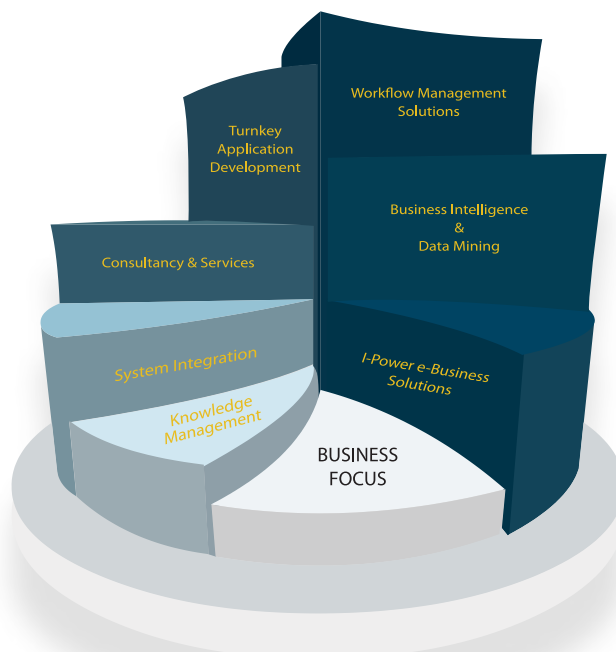 Workflow Management
Solutions
Turnkey
Application
Development
Business Intelligence
&
Data Mining
Consultancy & Services
System Integration
I-Power e-Business
Solutions
Knowledge
Management
BUSINESS
FOCUS